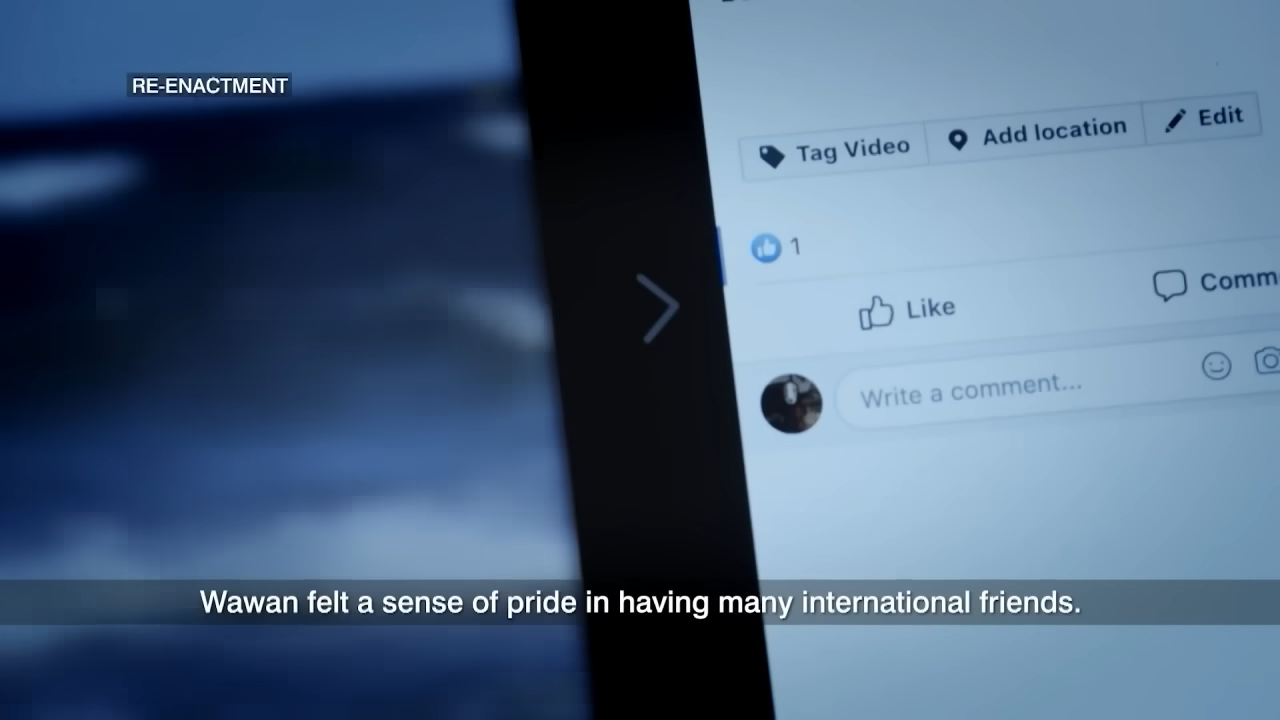 RE-ENACTMENT
Tag Video
Add location
Edit
1
Like
Comm
Write a comment...
Wawan felt a sense of pride in having many international friends.